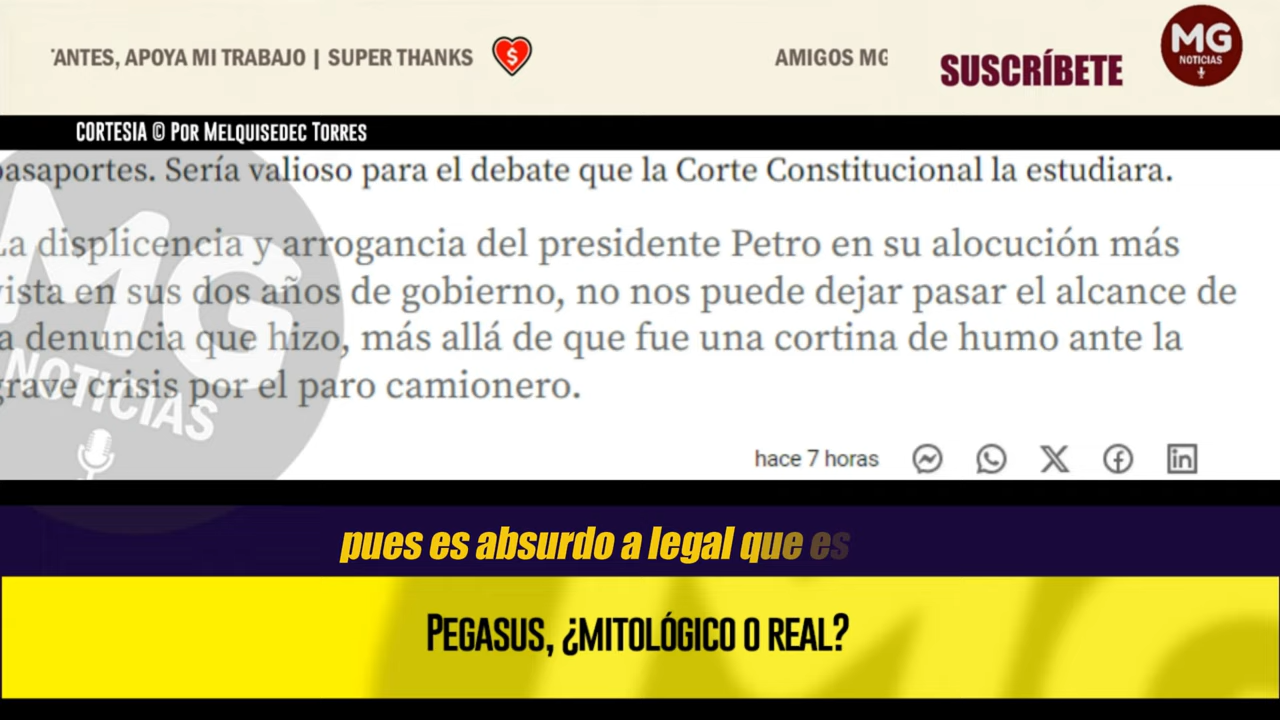 'ANTES, APOYA MI TRABAJO | SUPER THANKS
AMIGOS MG
SUSCRÍBETE
MG
NOTICIAS
CORTESIA © POR MELQUISEDEC TORRES
pasaportes. Sería valioso para el debate que la Corte Constitucional la estudiara.
La displicencia y arrogancia del presidente Petro en su alocución más
vista en sus dos años de gobierno, no nos puede dejar pasar el alcance de
la denuncia que hizo, más allá de que fue una cortina de humo ante la
grave crisis por el paro camionero.
MG
NOTICIAS
hace 7 horas
pues es absurdo a legal que es
PEGASUS, ¿MITOLÓGICO O REAL?